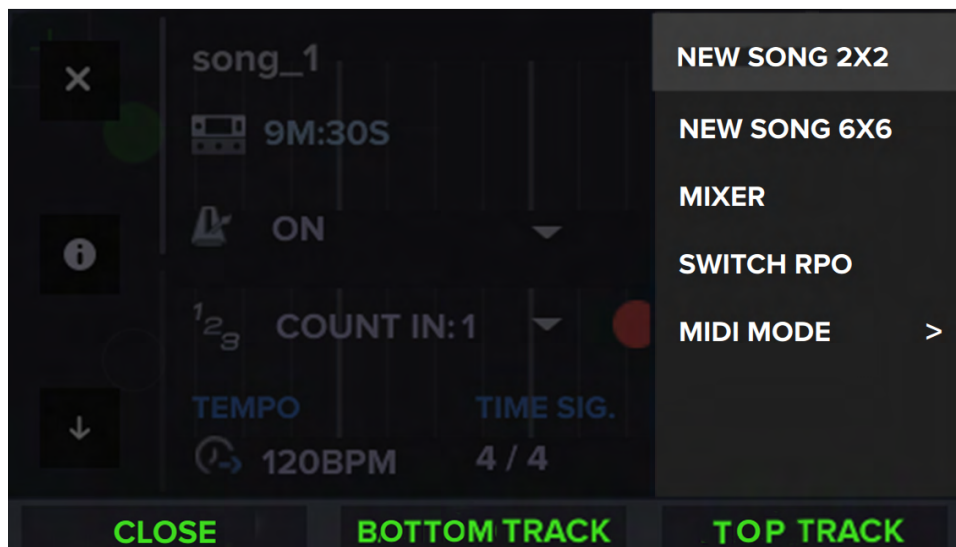 song_1
9M:30S
ON
123 COUNT IN:1
TEMPO TIME SIG.
120BPM 4/4
NEW SONG 2X2
NEW SONG 6X6
MIXER
SWITCH RPO
MIDI MODE >
CLOSE BOTTOM TRACK TOP TRACK